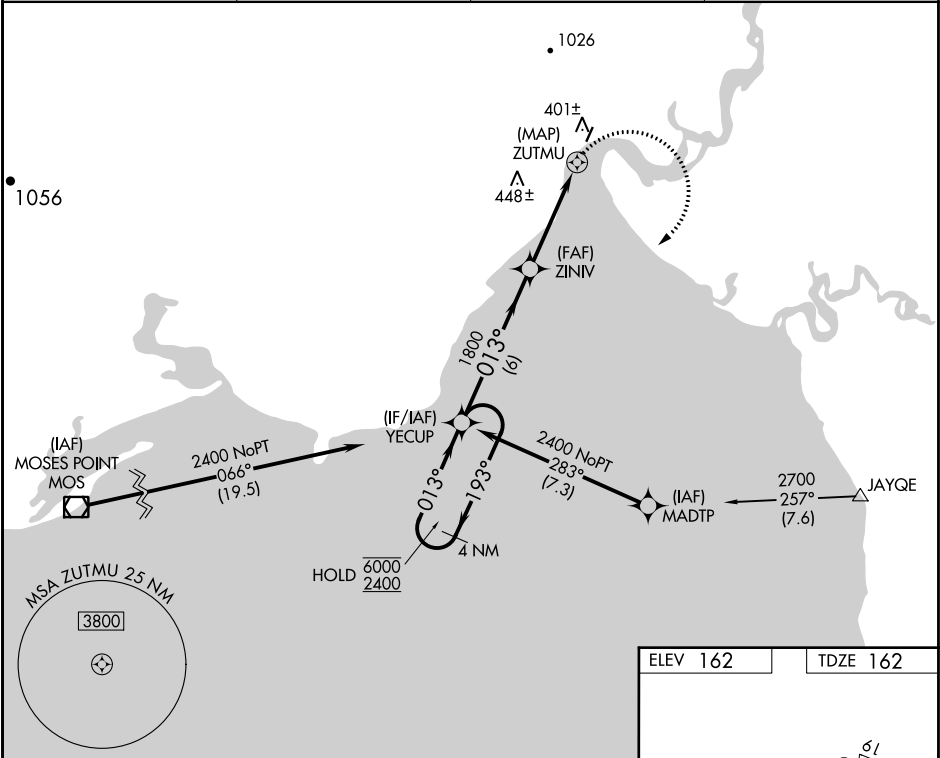 1026
401±
(MAP)
ZUTMU
448±
1056
(FAF)
ZINIV
1800
013°
(6)
(IF/IAF)
YECUP
(IAF)
MOSES POINT
MOS
2400 NoPT
066°
(19.5)
2400 NoPT
283°
(7.3)
013°
193°
(IAF)
MADTP
2700
257°
(7.6)
JAYQE
4 NM
HOLD 6000
2400
MSA ZUTMU 25 NM
3800
ELEV 162
TDZE 162